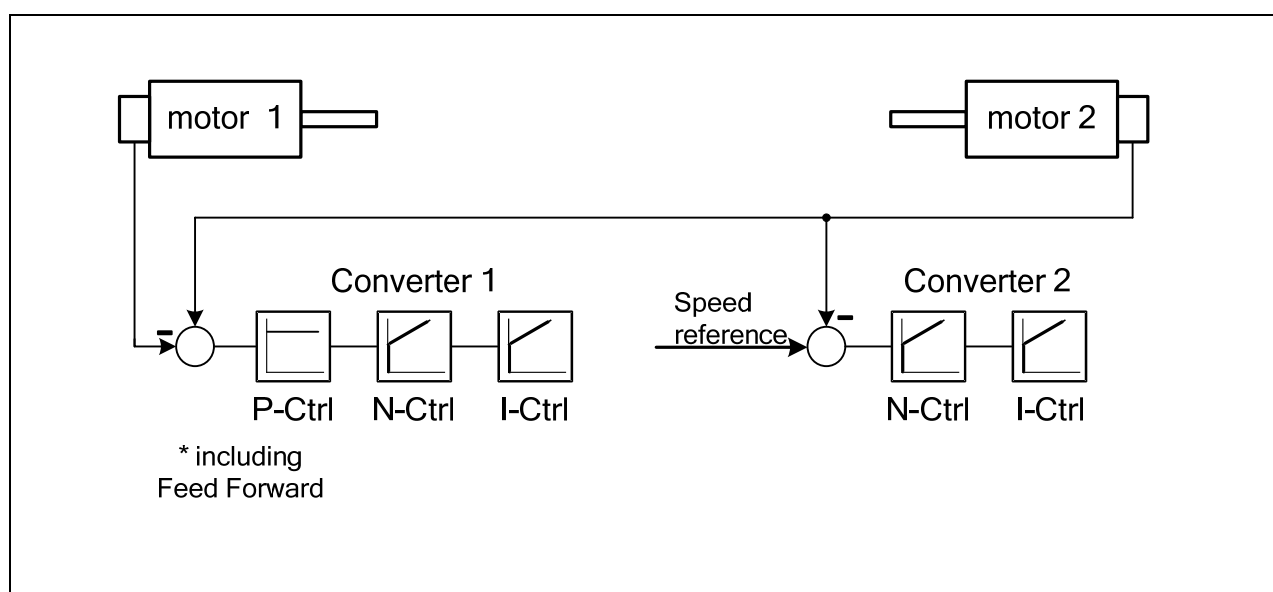 motor 1
motor 2
Converter 1
Converter 2
Speed
reference
-
-
P-Ctrl
N-Ctrl
I-Ctrl
N-Ctrl
I-Ctrl
* including
Feed Forward